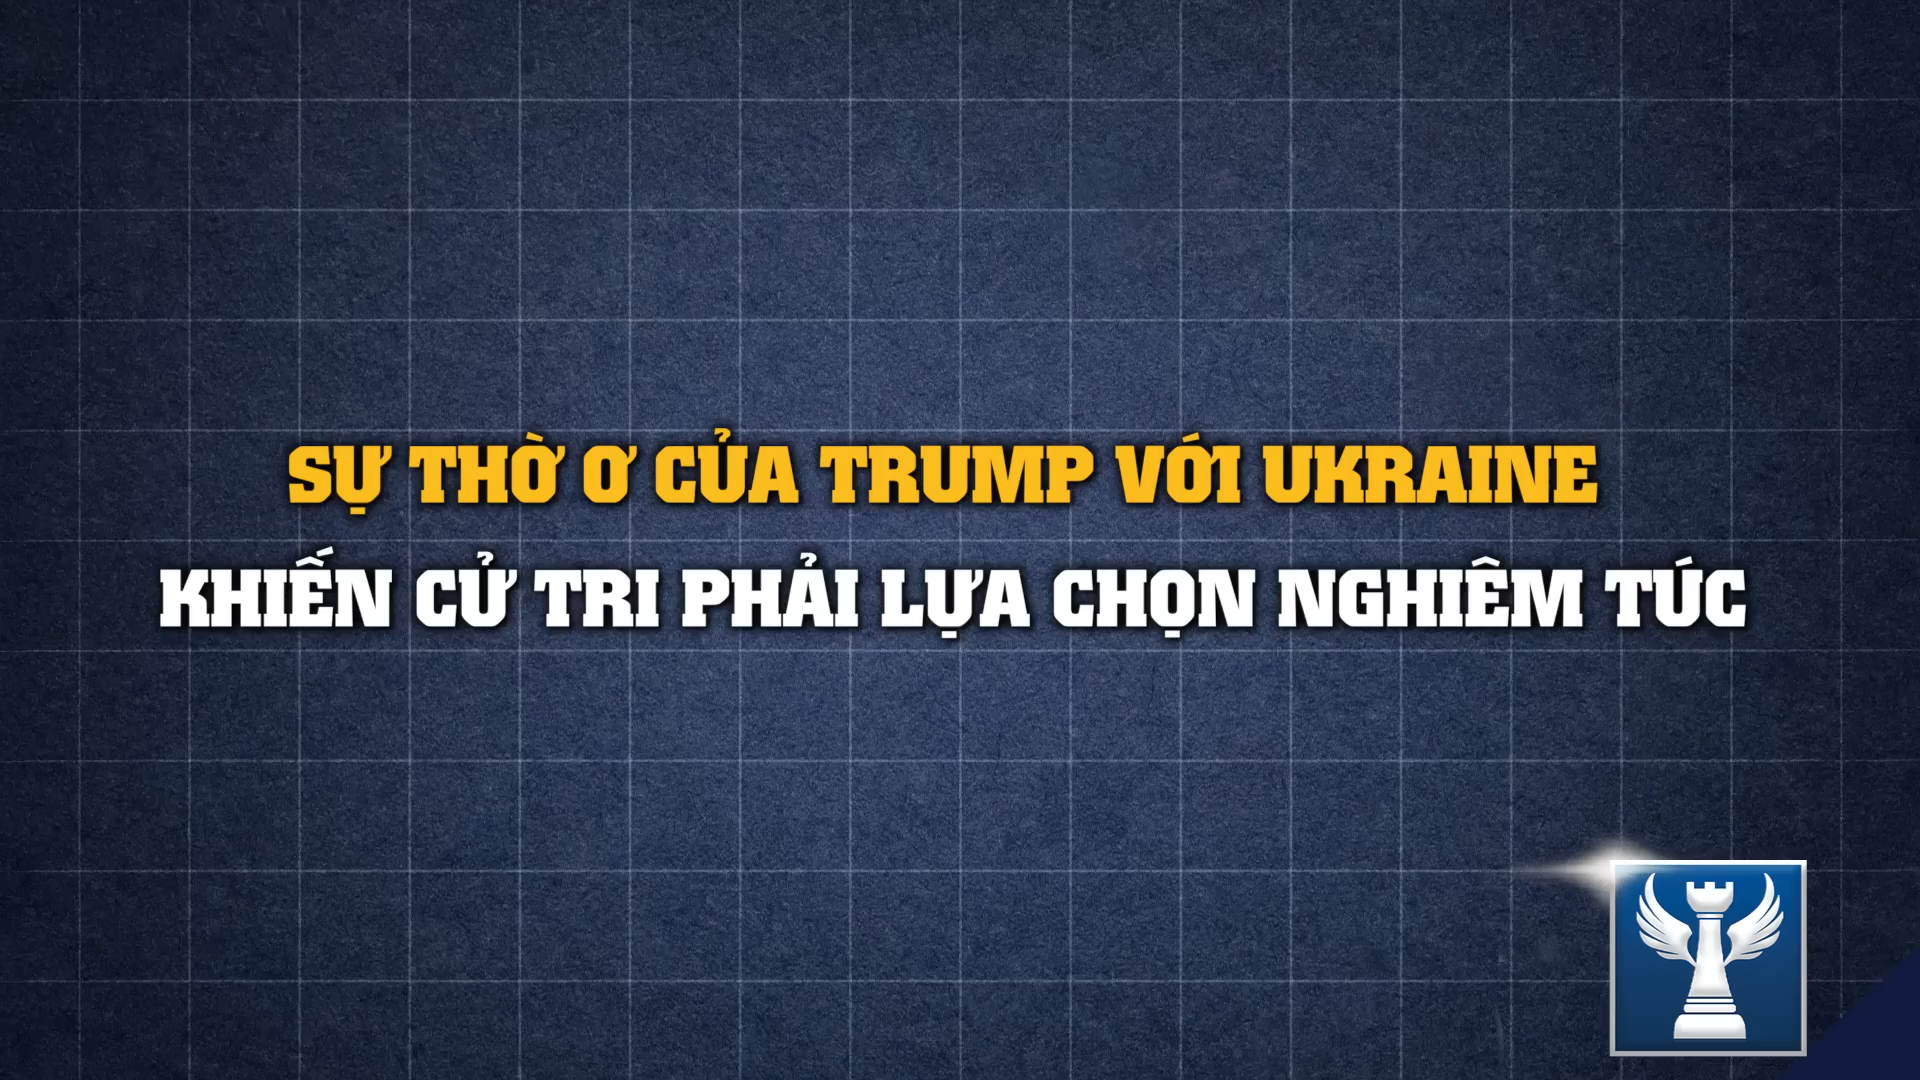 SỰ THỜ Ơ CỦA TRUMP VỚI UKRAINE
KHIẾN CỬ TRI PHẢI LỰA CHỌN NGHIÊM TÚC